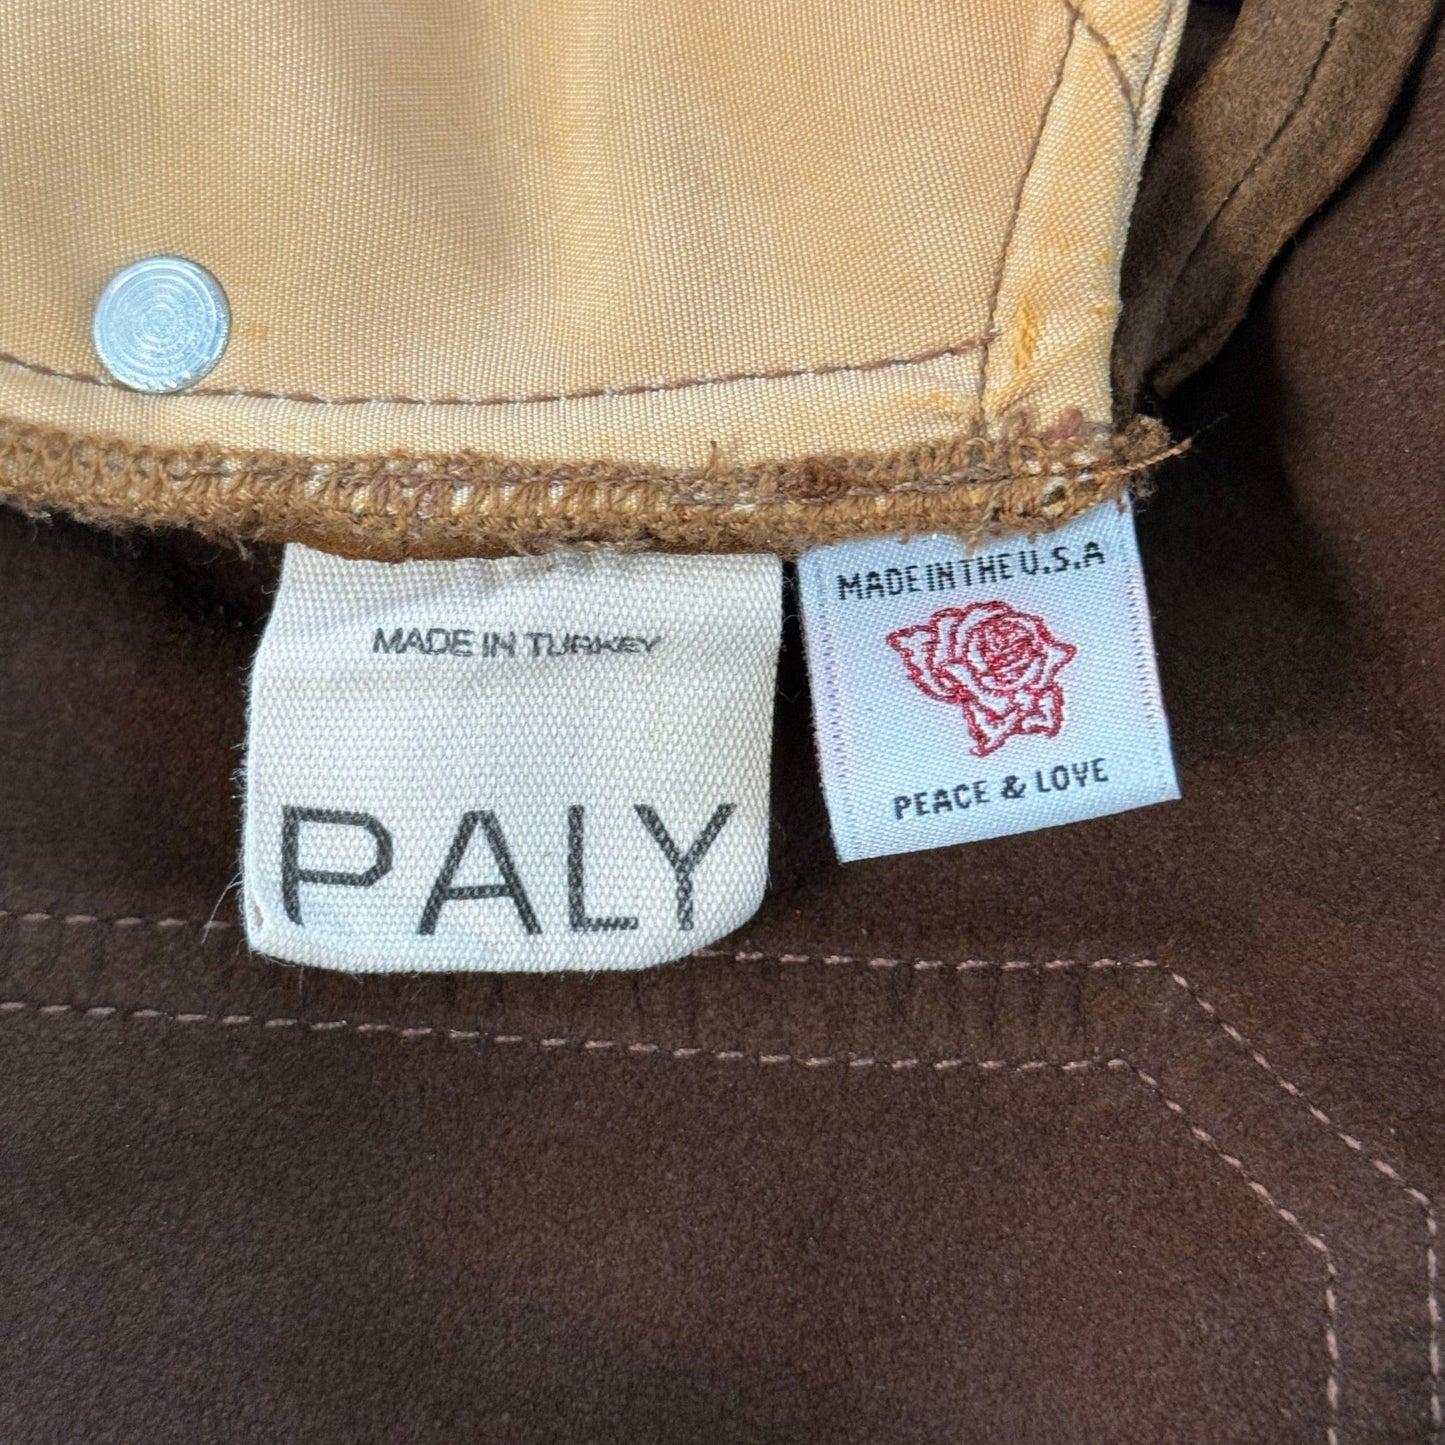 MADE IN TURKEY
PALY
MADE IN THE U.S.A
PEACE & LOVE